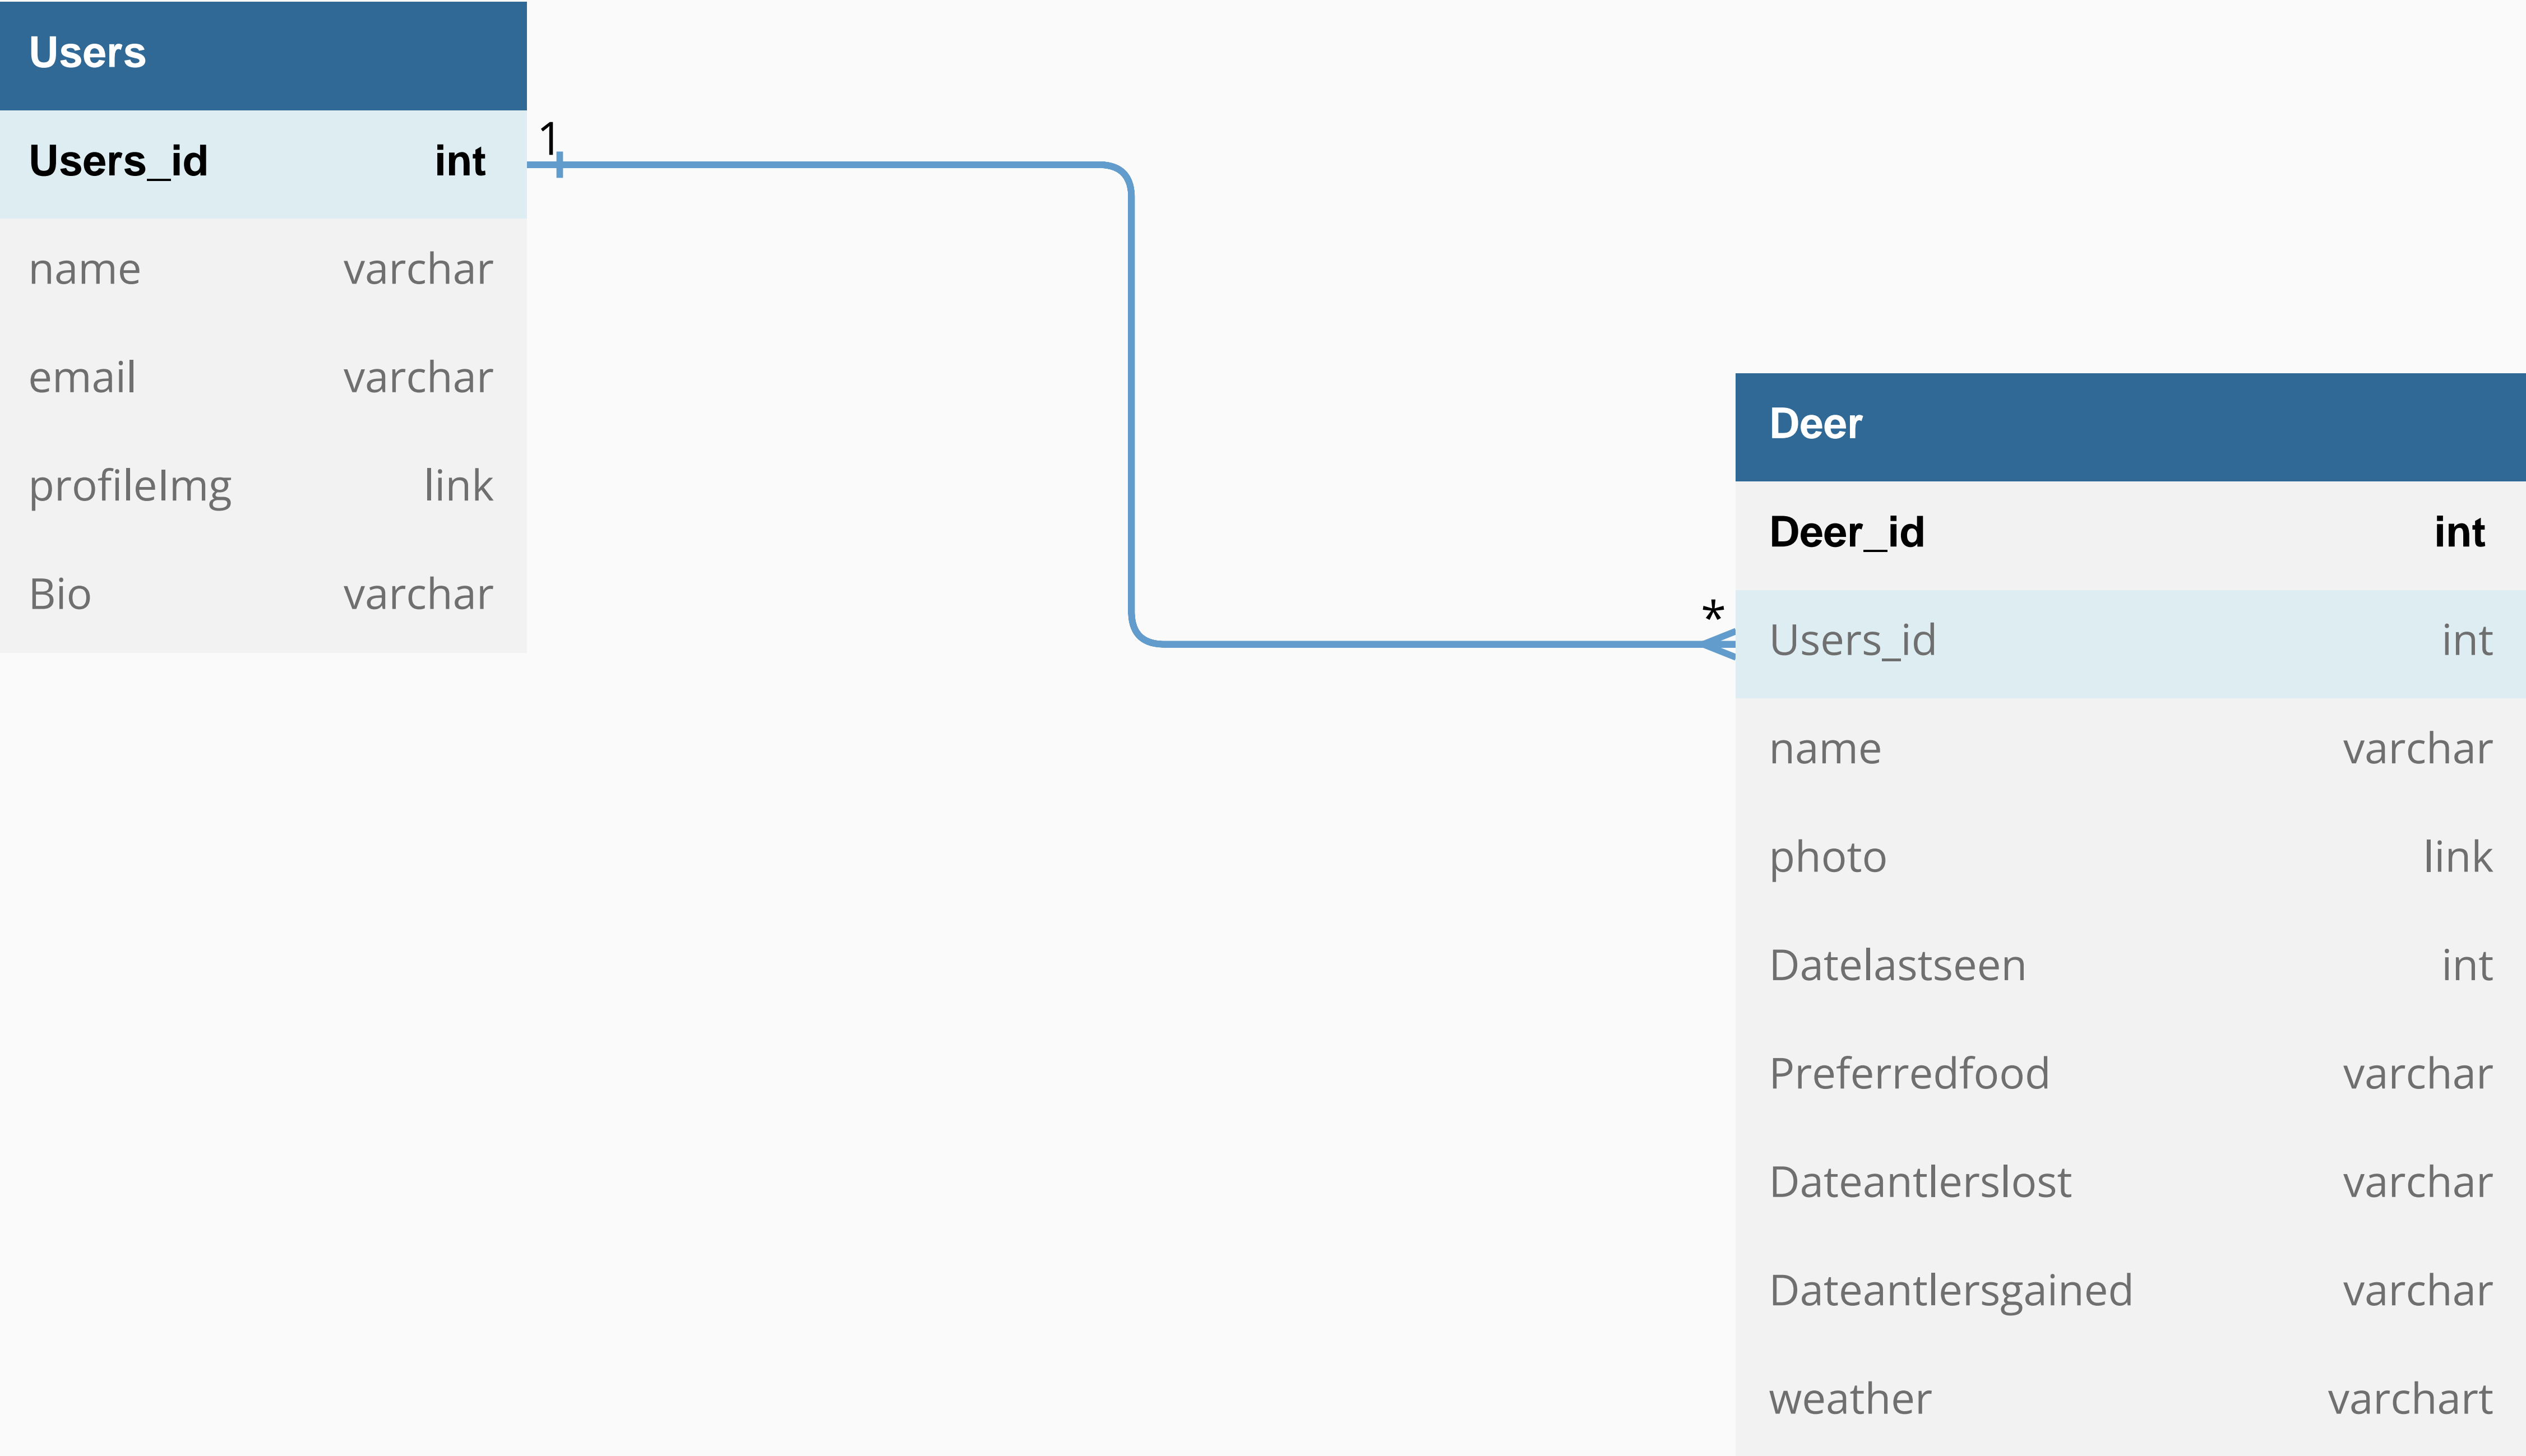 Users
Users_id int
name varchar
email varchar
profileImg link
Bio varchar
1
*
Deer
Deer_id int
Users_id int
name varchar
photo link
Datelastseen int
Preferredfood varchar
Dateantlerslost varchar
Dateantlersgained varchar
weather varchart